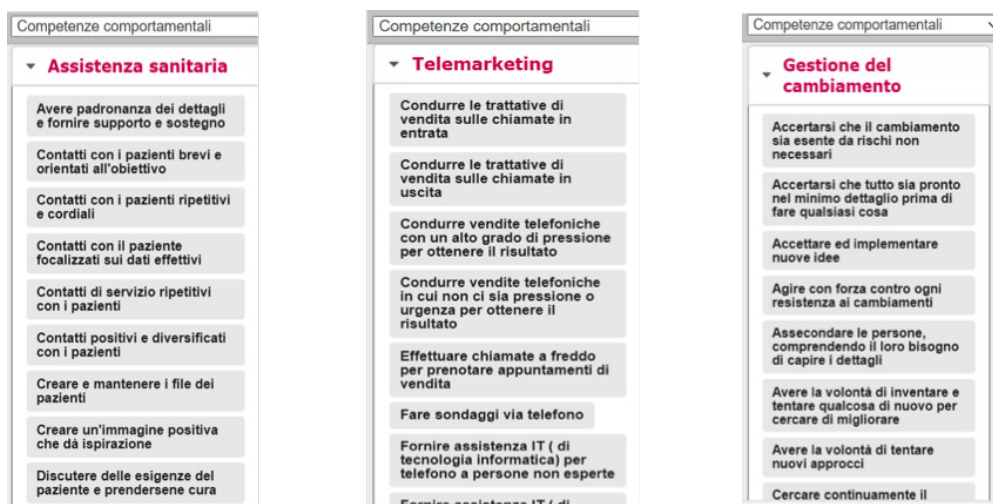 Competenze comportamentali
Assistenza sanitaria
Avere padronanza dei dettagli
e fornire supporto e sostegno
Contatti con i pazienti brevi e
orientati all'obiettivo
Contatti con i pazienti ripetitivi
e cordiali
Contatti con il paziente
focalizzati sui dati effettivi
Contatti di servizio ripetitivi
con i pazienti
Contatti positivi e diversificati
con i pazienti
Creare e mantenere i file dei
pazienti
Creare un'immagine positiva
che dà ispirazione
Discutere delle esigenze del
paziente e prendersene cura
Competenze comportamentali
Telemarketing
Condurre le trattative di
vendita sulle chiamate in
entrata
Condurre le trattative di
vendita sulle chiamate in
uscita
Condurre vendite telefoniche
con un alto grado di pressione
per ottenere il risultato
Condurre vendite telefoniche
in cui non ci sia pressione o
urgenza per ottenere il
risultato
Effettuare chiamate a freddo
per prenotare appuntamenti di
vendita
Fare sondaggi via telefono
Fornire assistenza IT ( di
tecnologia informatica) per
telefono a persone non esperte
Fornire assistenza IT ( di
Competenze comportamentali
Gestione del
cambiamento
Accertarsi che il cambiamento
sia esente da rischi non
necessari
Accertarsi che tutto sia pronto
nel minimo dettaglio prima di
fare qualsiasi cosa
Accettare ed implementare
nuove idee
Agire con forza contro ogni
resistenza ai cambiamenti
Assecondare le persone,
comprendendo il loro bisogno
di capire i dettagli
Avere la volontà di inventare e
tentare qualcosa di nuovo per
cercare di migliorare
Avere la volontà di tentare
nuovi approcci
Cercare continuamente il